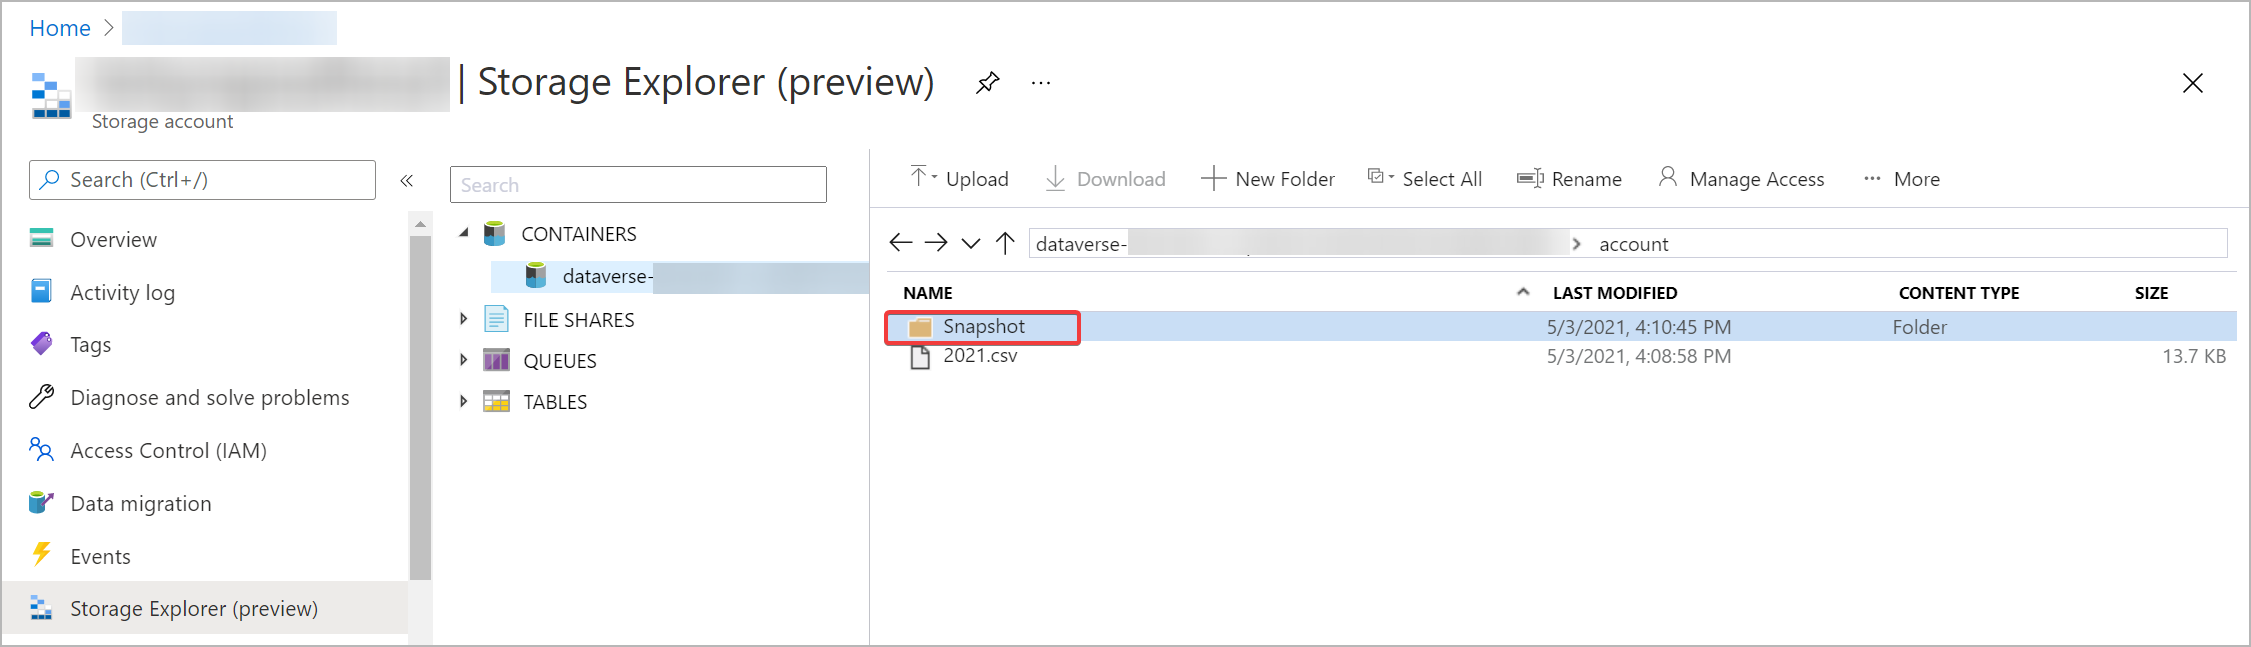 Home >
| Storage Explorer (preview) ...
Storage account
Search (Ctrl+/) «
Overview
Activity log
Tags
Diagnose and solve problems
Access Control (IAM)
Data migration
Events
Storage Explorer (preview)
Search
CONTAINERS
dataverse-
FILE SHARES
QUEUES
TABLES
Upload Download New Folder Select All Rename Manage Access ... More
dataverse- > account
NAME LAST MODIFIED CONTENT TYPE SIZE
Snapshot 5/3/2021, 4:10:45 PM Folder
2021.csv 5/3/2021, 4:08:58 PM 13.7 KB